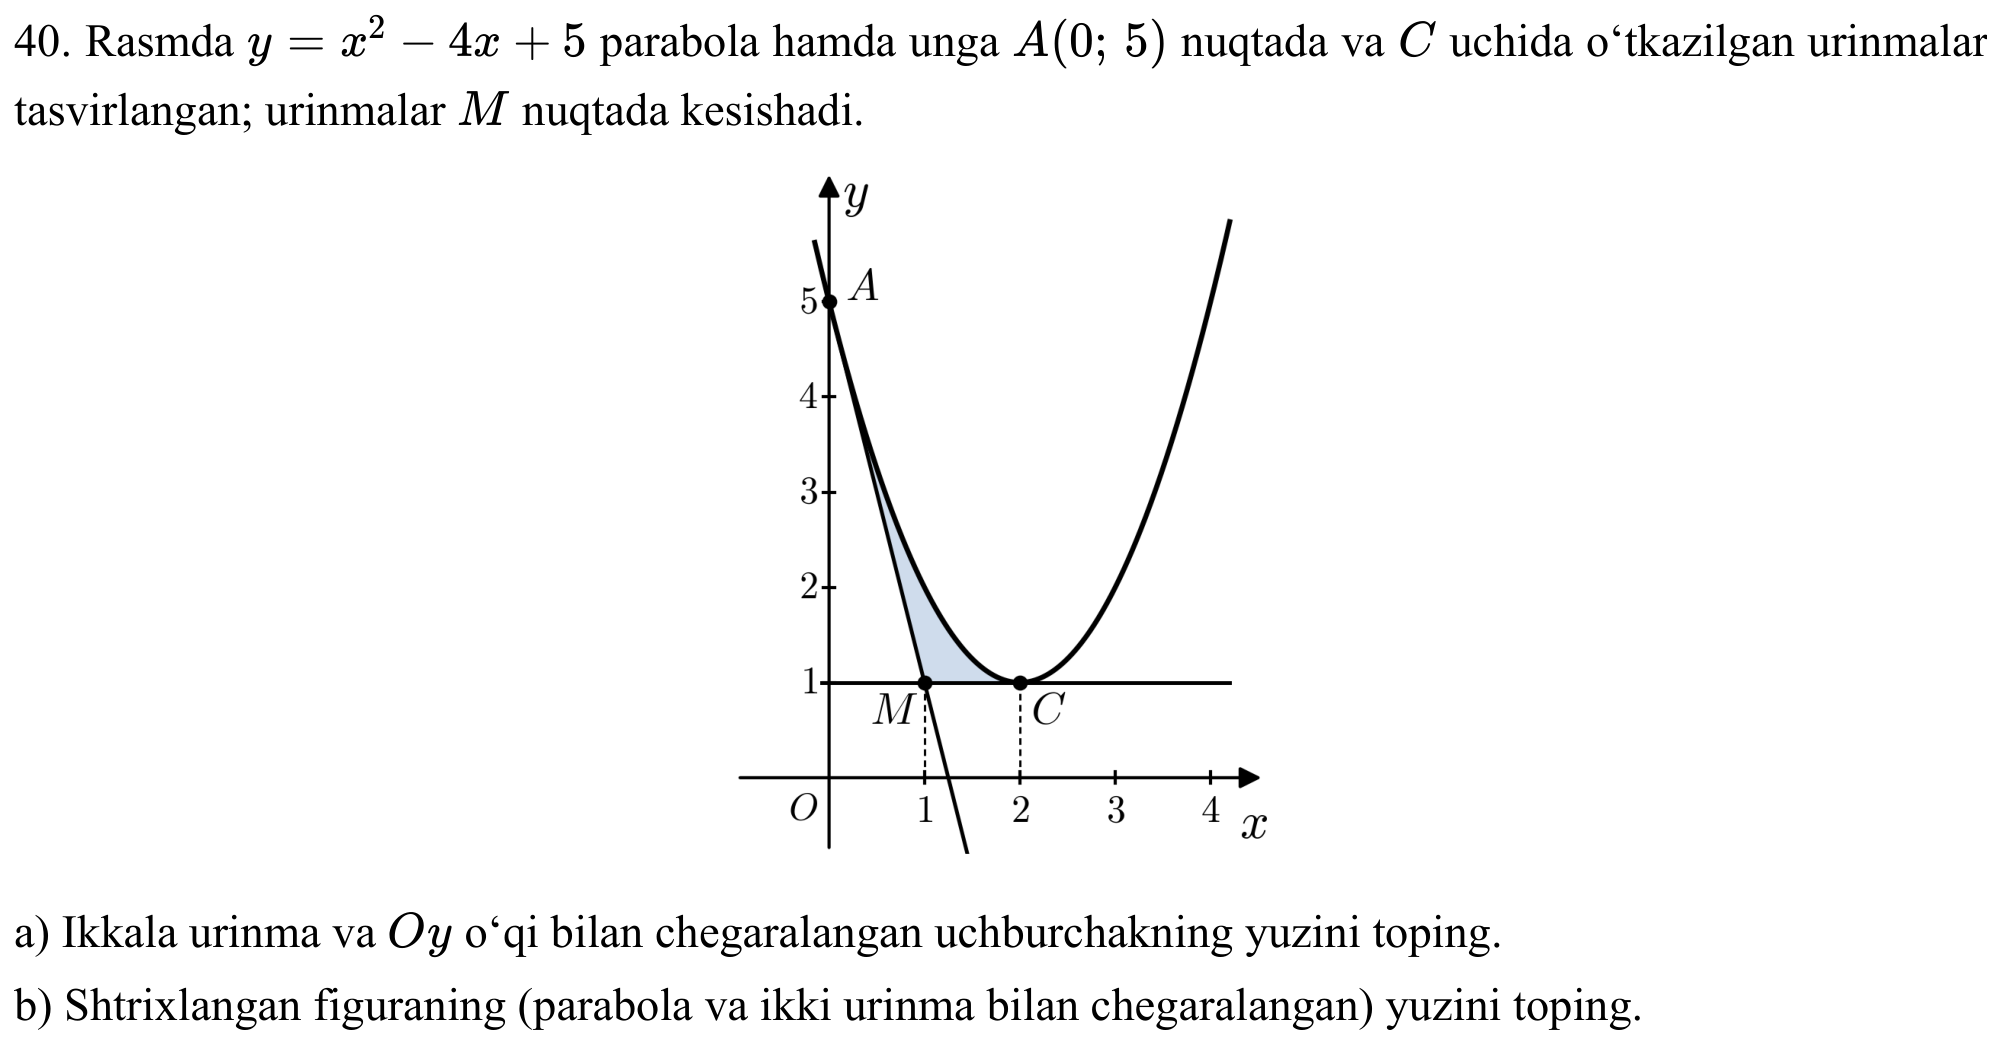 40. Rasmda y = x² − 4x + 5 parabola hamda unga A(0; 5) nuqtada va C uchida o‘tkazilgan urinmalar
tasvirlangan; urinmalar M nuqtada kesishadi.
y
5 A
4
3
2
1
M C
O 1 2 3 4 x
a) Ikkala urinma va Oy o‘qi bilan chegaralangan uchburchakning yuzini toping.
b) Shtrixlangan figuraning (parabola va ikki urinma bilan chegaralangan) yuzini toping.